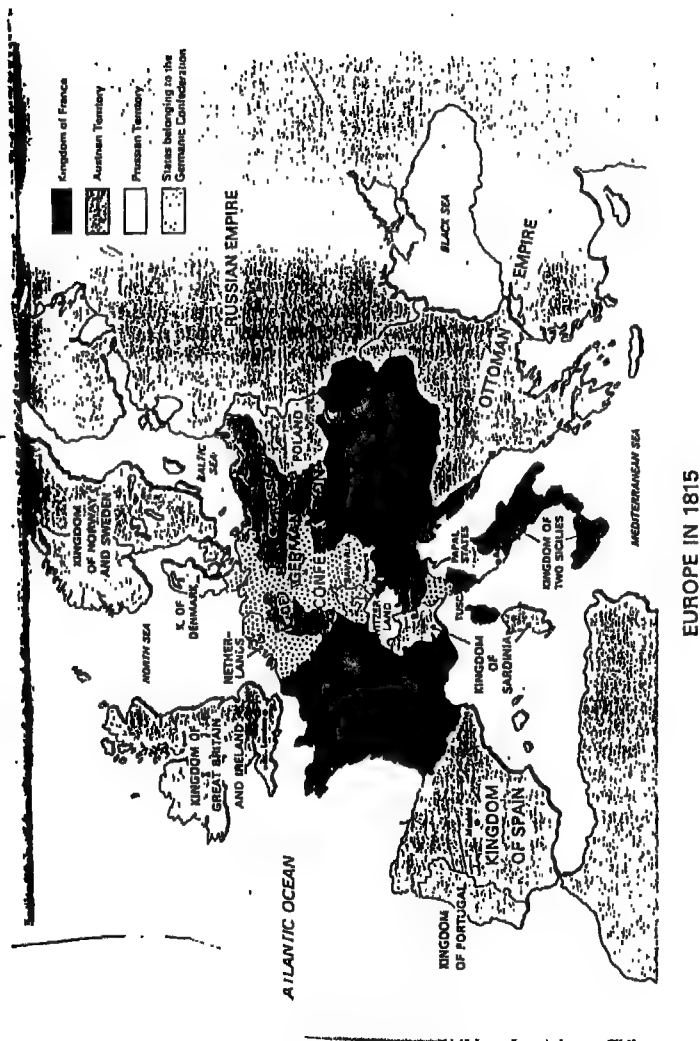 Kingdom of France
Austrian Territory
Prussian Territory
States belonging to the
Germanic Confederation
RUSSIAN EMPIRE
KINGDOM
OF NORWAY
AND SWEDEN
BALTIC
SEA
K. OF
DENMARK
NORTH SEA
NETHER-
LANDS
KINGDOM OF
GREAT BRITAIN
AND IRELAND
POLAND
BLACK SEA
OTTOMAN
EMPIRE
PAPAL
STATES
KINGDOM OF
TWO SICILIES
KINGDOM
OF
SARDINIA
MEDITERRANEAN SEA
ATLANTIC OCEAN
KINGDOM
OF SPAIN
KINGDOM
OF PORTUGAL
EUROPE IN 1815